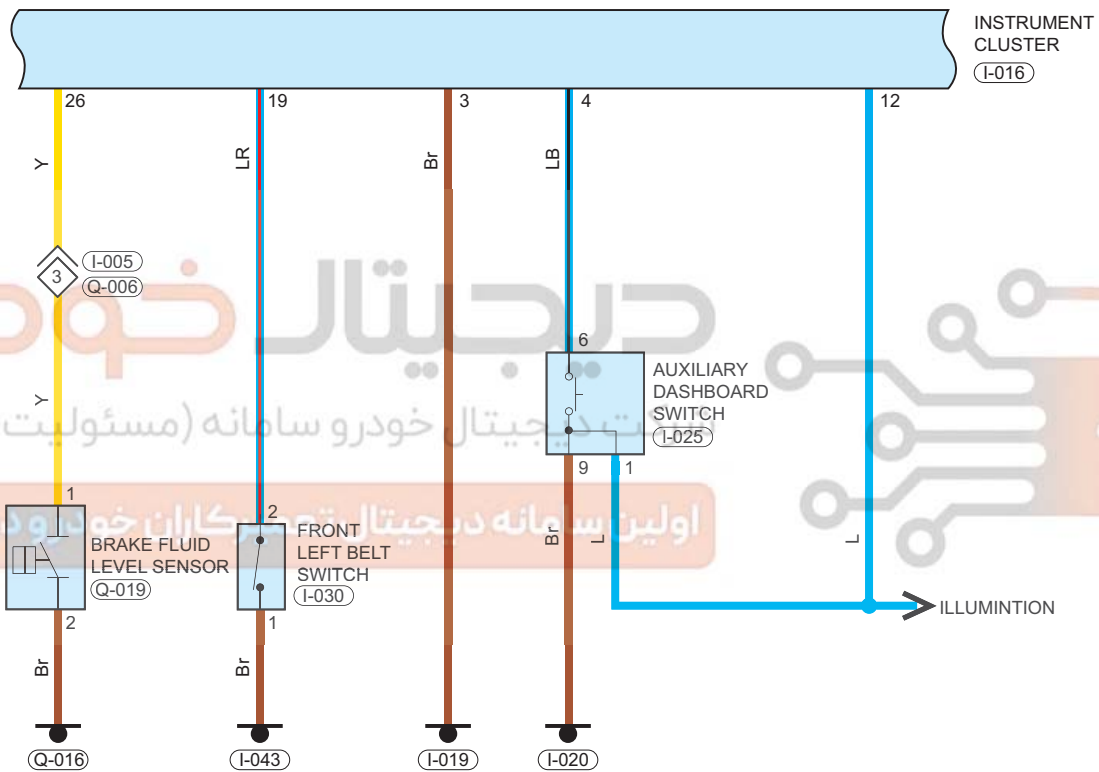 INSTRUMENT
CLUSTER
I-016
26
19
3
4
12
Y
LR
Br
LB
I-005
3
Q-006
دیجیتال خودرو
6
AUXILIARY
DASHBOARD
SWITCH
I-025
شرکت دیجیتال خودرو سامانه (مسئولیت
Y
9
1
1
2
اولین سامانه دیجیتال تعمیرکاران خودرو در
BRAKE FLUID
LEVEL SENSOR
Q-019
FRONT
LEFT BELT
SWITCH
I-030
Br
L
L
ILLUMINTION
2
1
Br
Br
Q-016
I-043
I-019
I-020